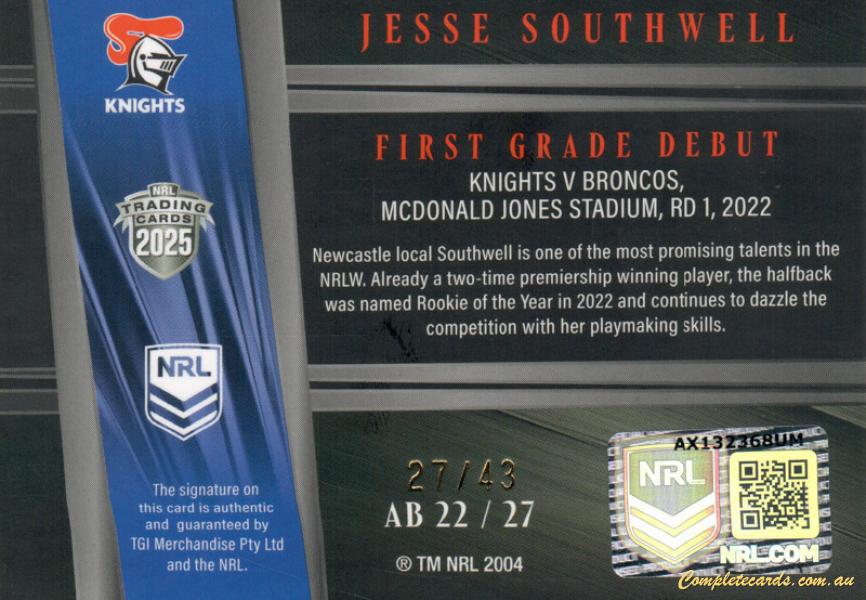 JESSE SOUTHWELL
KNIGHTS
FIRST GRADE DEBUT
KNIGHTS V BRONCOS,
MCDONALD JONES STADIUM, RD 1, 2022
NRL
TRADING
CARDS
2025
Newcastle local Southwell is one of the most promising talents in the
NRLW. Already a two-time premiership winning player, the halfback
was named Rookie of the Year in 2022 and continues to dazzle the
competition with her playmaking skills.
NRL
The signature on
this card is authentic
and guaranteed by
TGI Merchandise Pty Ltd
and the NRL.
27/43
AB 22 / 27
® TM NRL 2004
AX132368UM
NRL
NRL.COM
Completecards.com.au